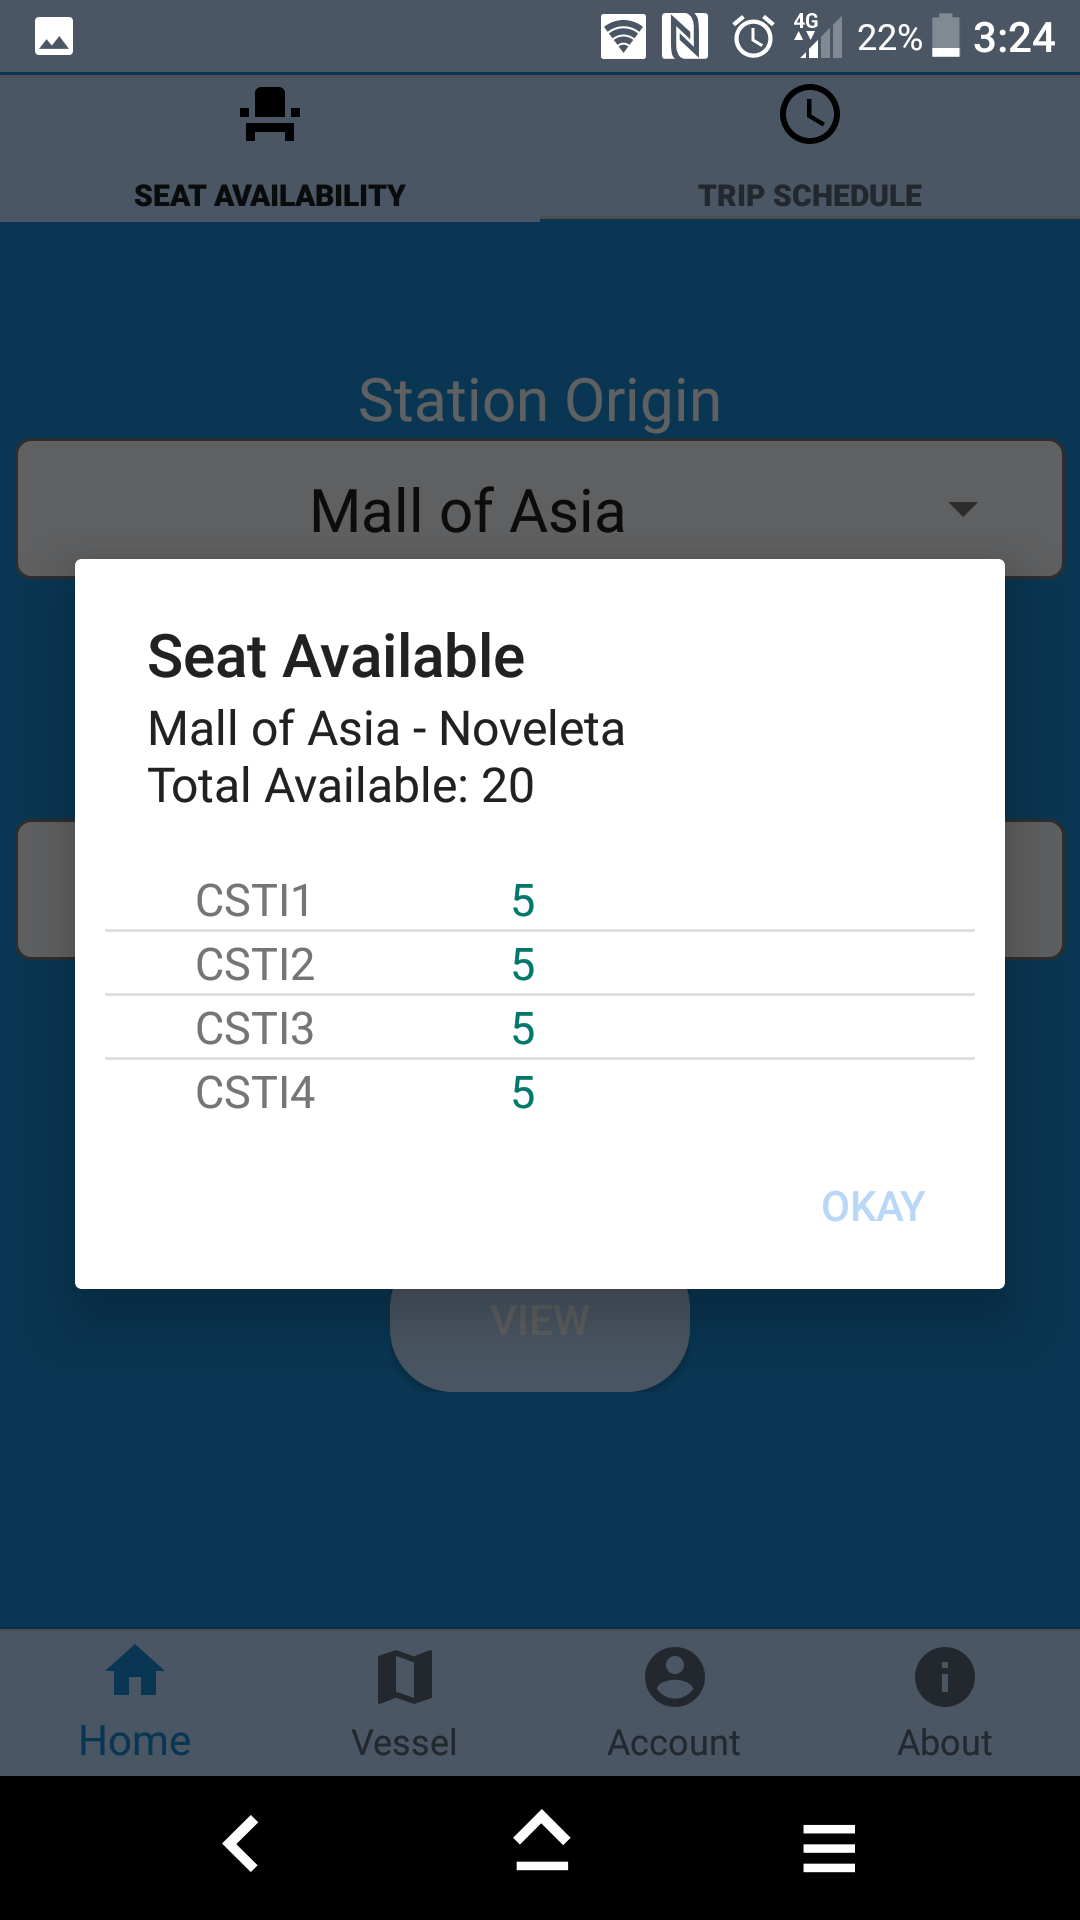 4G 22% 3:24
SEAT AVAILABILITY
TRIP SCHEDULE
Station Origin
Mall of Asia
Seat Available
Mall of Asia - Noveleta
Total Available: 20
CSTI1 5
CSTI2 5
CSTI3 5
CSTI4 5
OKAY
VIEW
Home Vessel Account About